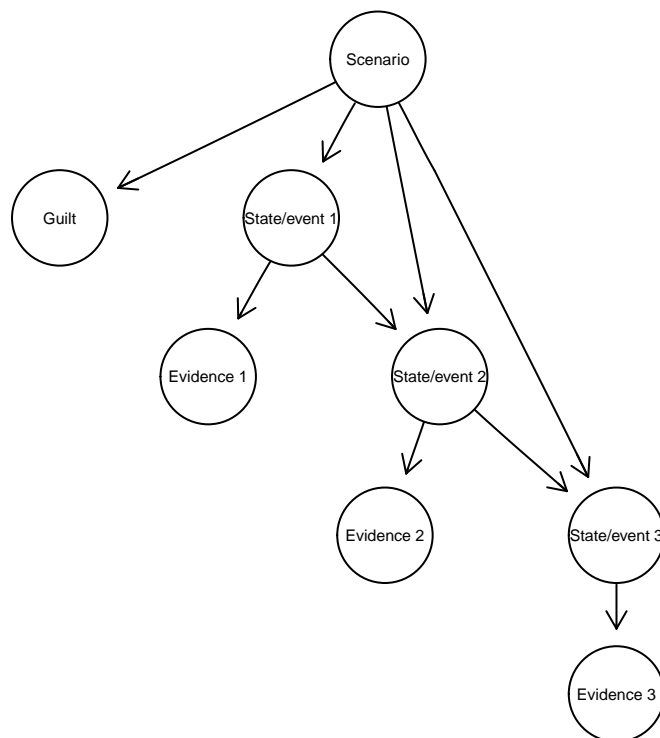 Scenario
Guilt
State/event 1
Evidence 1
State/event 2
Evidence 2
State/event 3
Evidence 3